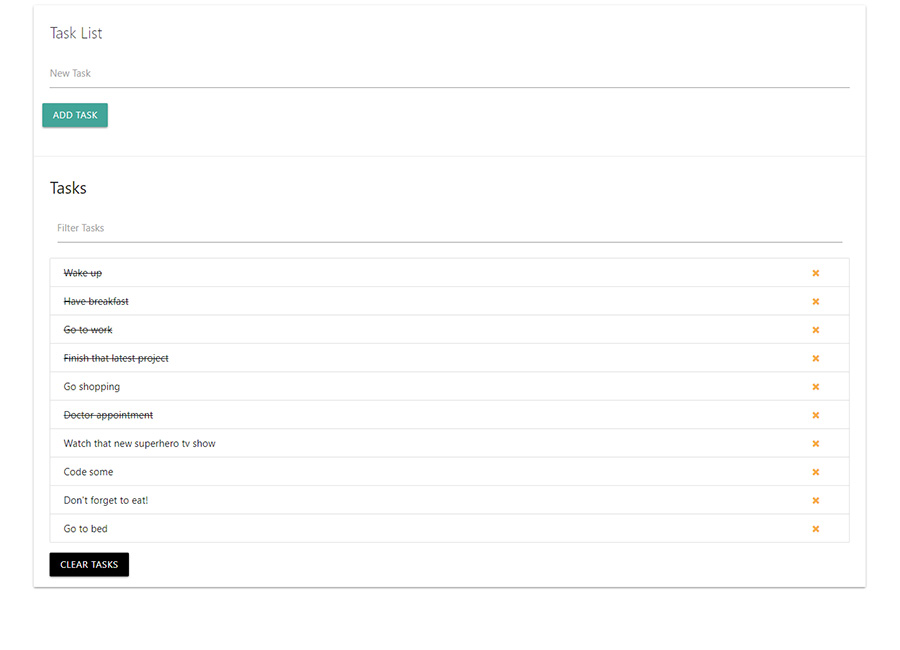 Task List
New Task
ADD TASK
Tasks
Filter Tasks
Wake up
Have breakfast
Go to work
Finish that latest project
Go shopping
Doctor appointment
Watch that new superhero tv show
Code some
Don't forget to eat!
Go to bed
CLEAR TASKS